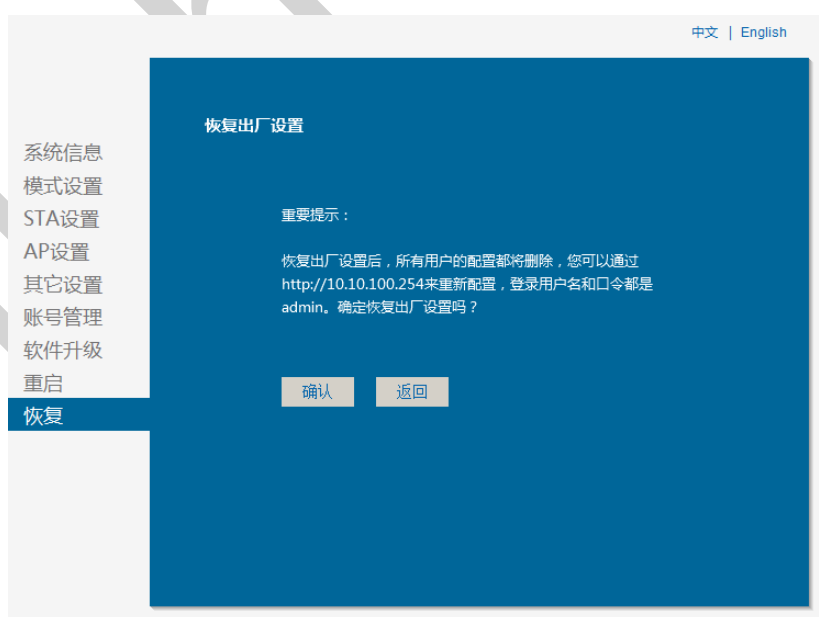 中文 | English
恢复出厂设置
系统信息
模式设置
STA设置
AP设置
其它设置
账号管理
软件升级
重启
恢复
重要提示：
恢复出厂设置后，所有用户的配置都将删除，您可以通过
http://10.10.100.254来重新配置，登录用户名和口令都是
admin。确定恢复出厂设置吗？
确认 返回